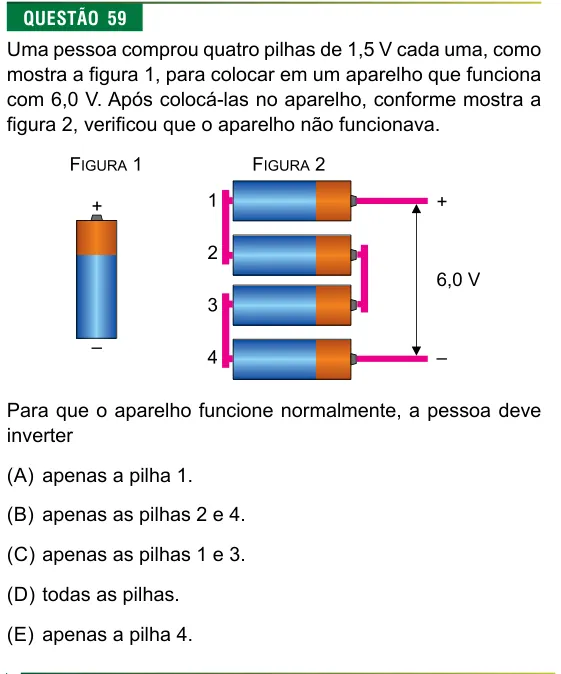 QUESTÃO 59
Uma pessoa comprou quatro pilhas de 1,5 V cada uma, como
mostra a figura 1, para colocar em um aparelho que funciona
com 6,0 V. Após colocá-las no aparelho, conforme mostra a
figura 2, verificou que o aparelho não funcionava.
FIGURA 1
FIGURA 2
+
–
1
+
2
6,0 V
3
4
–
Para que o aparelho funcione normalmente, a pessoa deve
inverter
(A) apenas a pilha 1.
(B) apenas as pilhas 2 e 4.
(C) apenas as pilhas 1 e 3.
(D) todas as pilhas.
(E) apenas a pilha 4.